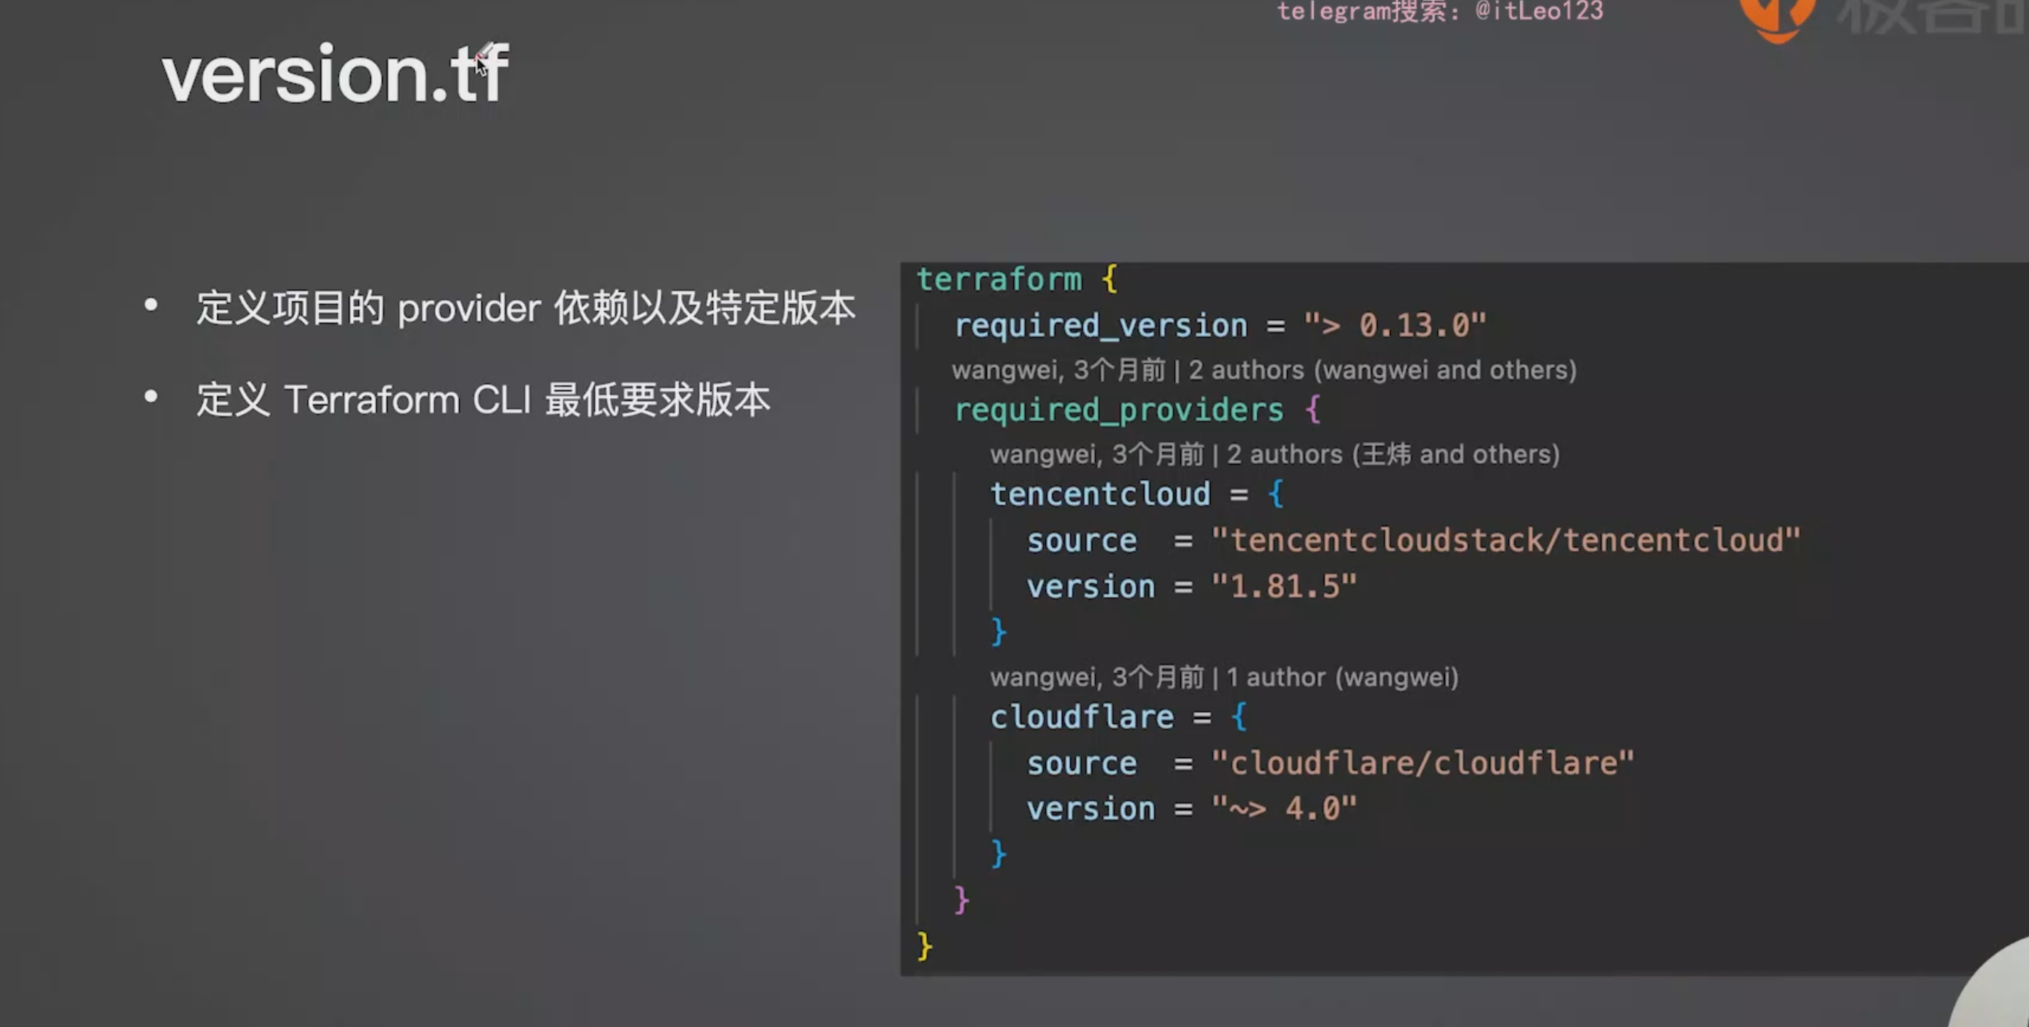 telegram搜索：@itLeo123
version.tf
• 定义项目的 provider 依赖以及特定版本
• 定义 Terraform CLI 最低要求版本
terraform {
required_version = "> 0.13.0"
wangwei, 3个月前 | 2 authors (wangwei and others)
required_providers {
wangwei, 3个月前 | 2 authors (王炜 and others)
tencentcloud = {
source  = "tencentcloudstack/tencentcloud"
version = "1.81.5"
}
wangwei, 3个月前 | 1 author (wangwei)
cloudflare = {
source  = "cloudflare/cloudflare"
version = "~> 4.0"
}
}
}